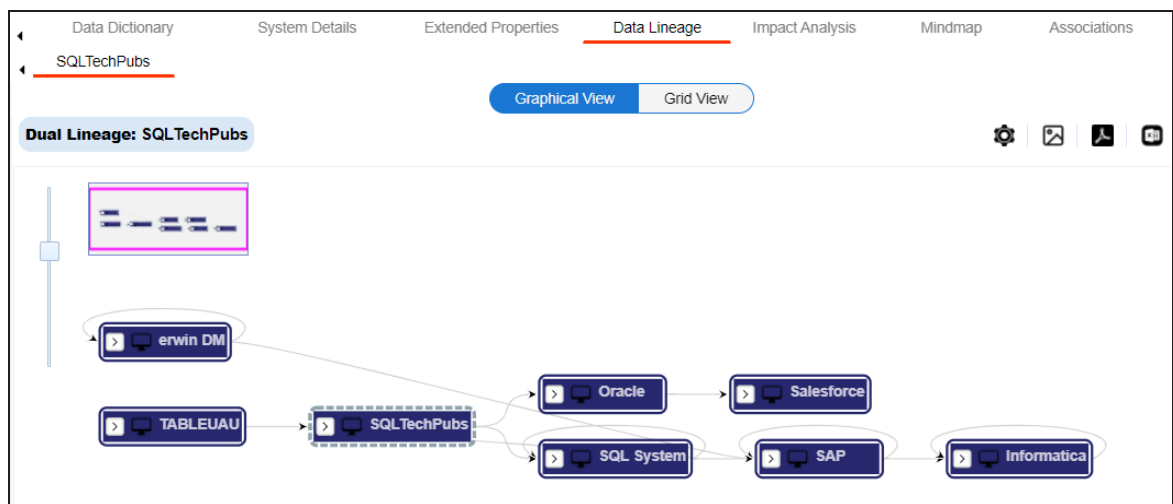 Data Dictionary System Details Extended Properties Data Lineage Impact Analysis Mindmap Associations
SQLTechPubs
Graphical View Grid View
Dual Lineage: SQLTechPubs
erwin DM
Oracle Salesforce
TABLEUAU SQLTechPubs
SQL System SAP Informatica